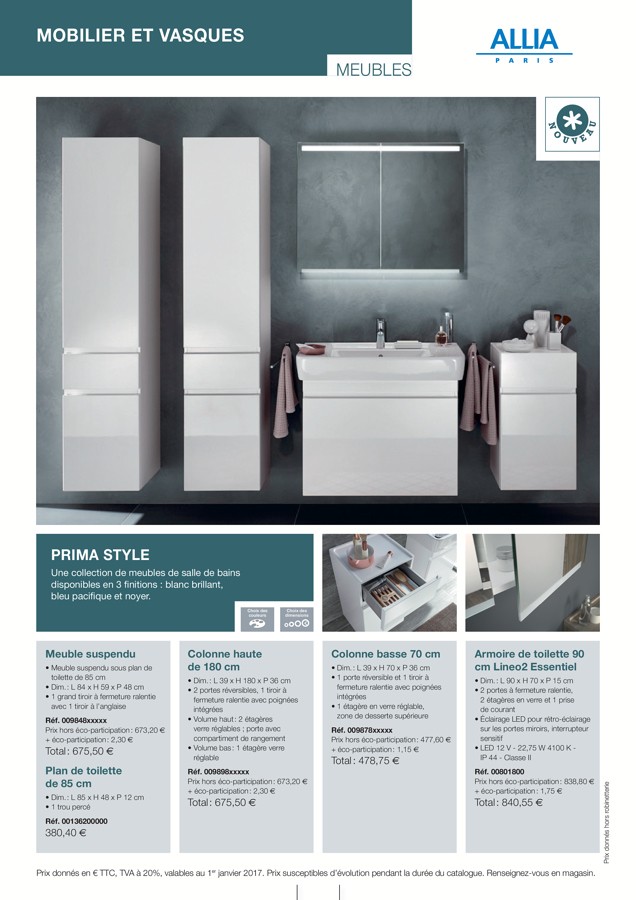 MOBILIER ET VASQUES
MEUBLES
ALLIA
PARIS
NOUVEAU
PRIMA STYLE
Une collection de meubles de salle de bains
disponibles en 3 finitions : blanc brillant,
bleu pacifique et noyer.
Choix des
couleurs
Choix des
dimensions
Meuble suspendu
• Meuble suspendu sous plan de
toilette de 85 cm
• Dim. : L 84 x H 59 x P 48 cm
• 1 grand tiroir à fermeture ralentie
avec 1 tiroir à l'anglaise
Réf. 009848xxxxx
Prix hors éco-participation : 673,20 €
+ éco-participation : 2,30 €
Total : 675,50 €
Plan de toilette
de 85 cm
• Dim. : L 85 x H 48 x P 12 cm
• 1 trou percé
Réf. 00136200000
380,40 €
Colonne haute
de 180 cm
• Dim. : L 39 x H 180 x P 36 cm
• 2 portes réversibles, 1 tiroir à
fermeture ralentie avec poignées
intégrées
• Volume haut : 2 étagères
verre réglables ; porte avec
compartiment de rangement
• Volume bas : 1 étagère verre
réglable
Réf. 009898xxxxx
Prix hors éco-participation : 673,20 €
+ éco-participation : 2,30 €
Total : 675,50 €
Colonne basse 70 cm
• Dim. : L 39 x H 70 x P 36 cm
• 1 porte réversible et 1 tiroir à
fermeture ralentie avec poignées
intégrées
• 1 étagère en verre réglable,
zone de desserte supérieure
Réf. 009878xxxxx
Prix hors éco-participation : 477,60 €
+ éco-participation : 1,15 €
Total : 478,75 €
Armoire de toilette 90
cm Lineo2 Essentiel
• Dim. : L 90 x H 70 x P 15 cm
• 2 portes à fermeture ralentie,
2 étagères en verre et 1 prise
de courant
• Éclairage LED pour rétro-éclairage
sur les portes miroirs, interrupteur
sensitif
• LED 12 V - 22,75 W 4100 K -
IP 44 - Classe II
Réf. 00801800
Prix hors éco-participation : 838,80 €
+ éco-participation : 1,75 €
Total : 840,55 €
Prix donnés hors robinetterie
Prix donnés en € TTC, TVA à 20%, valables au 1er janvier 2017. Prix susceptibles d'évolution pendant la durée du catalogue. Renseignez-vous en magasin.